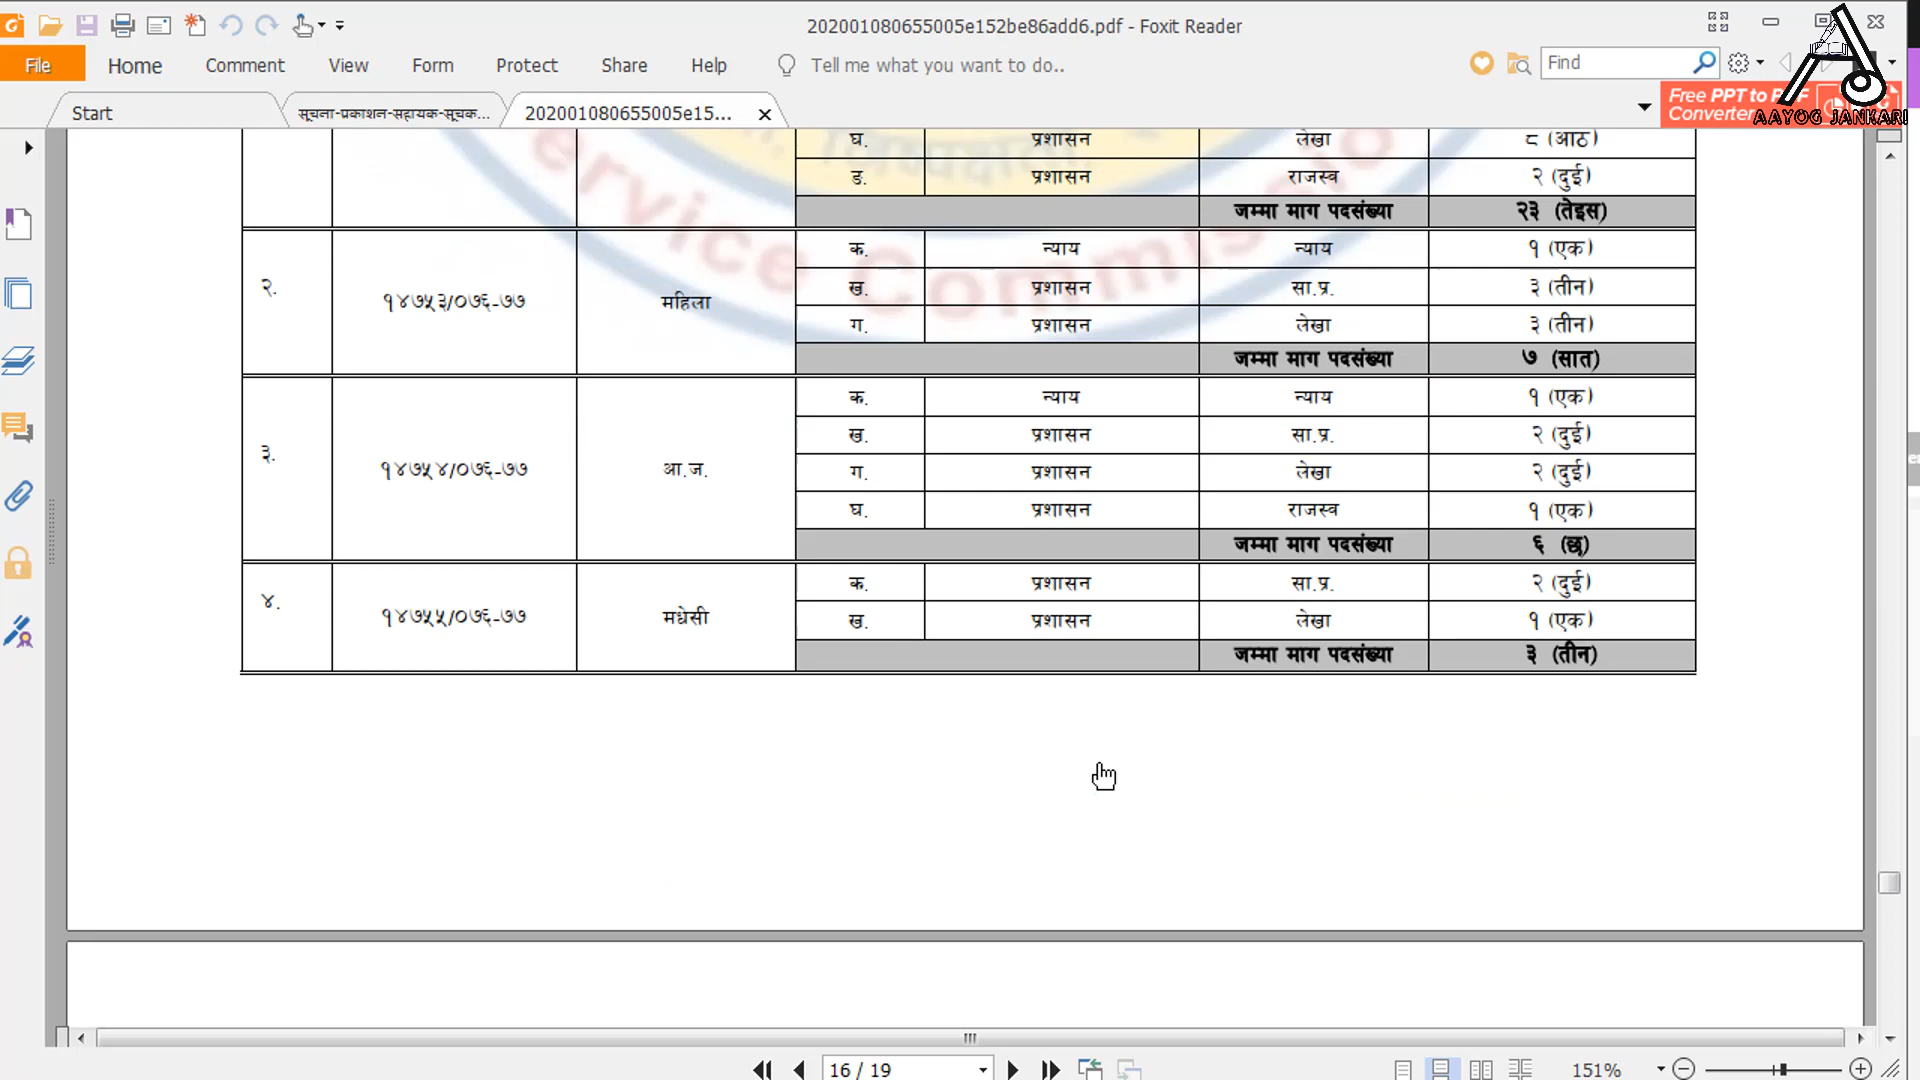 202001080655005e152be86add6.pdf - Foxit Reader
File Home Comment View Form Protect Share Help Tell me what you want to do.. Find
Start सूचना-प्रकाशन-सहायक-सूचक... 202001080655005e15... Free PPT to PDF
Converter
AAYOG JANKARI
घ. प्रशासन लेखा ८ (आठ)
ङ. प्रशासन राजस्व २ (दुई)
जम्मा माग पदसंख्या २३ (तेइस)
ervice Commissio
२. १४७५३/०७६-७७ महिला
क. न्याय न्याय १ (एक)
ख. प्रशासन सा.प्र. ३ (तीन)
ग. प्रशासन लेखा ३ (तीन)
जम्मा माग पदसंख्या ७ (सात)
३. १४७५४/०७६-७७ आ.ज.
क. न्याय न्याय १ (एक)
ख. प्रशासन सा.प्र. २ (दुई)
ग. प्रशासन लेखा २ (दुई)
घ. प्रशासन राजस्व १ (एक)
जम्मा माग पदसंख्या ६ (छ)
४. १४७५५/०७६-७७ मधेसी
क. प्रशासन सा.प्र. २ (दुई)
ख. प्रशासन लेखा १ (एक)
जम्मा माग पदसंख्या ३ (तीन)
16 / 19 151%